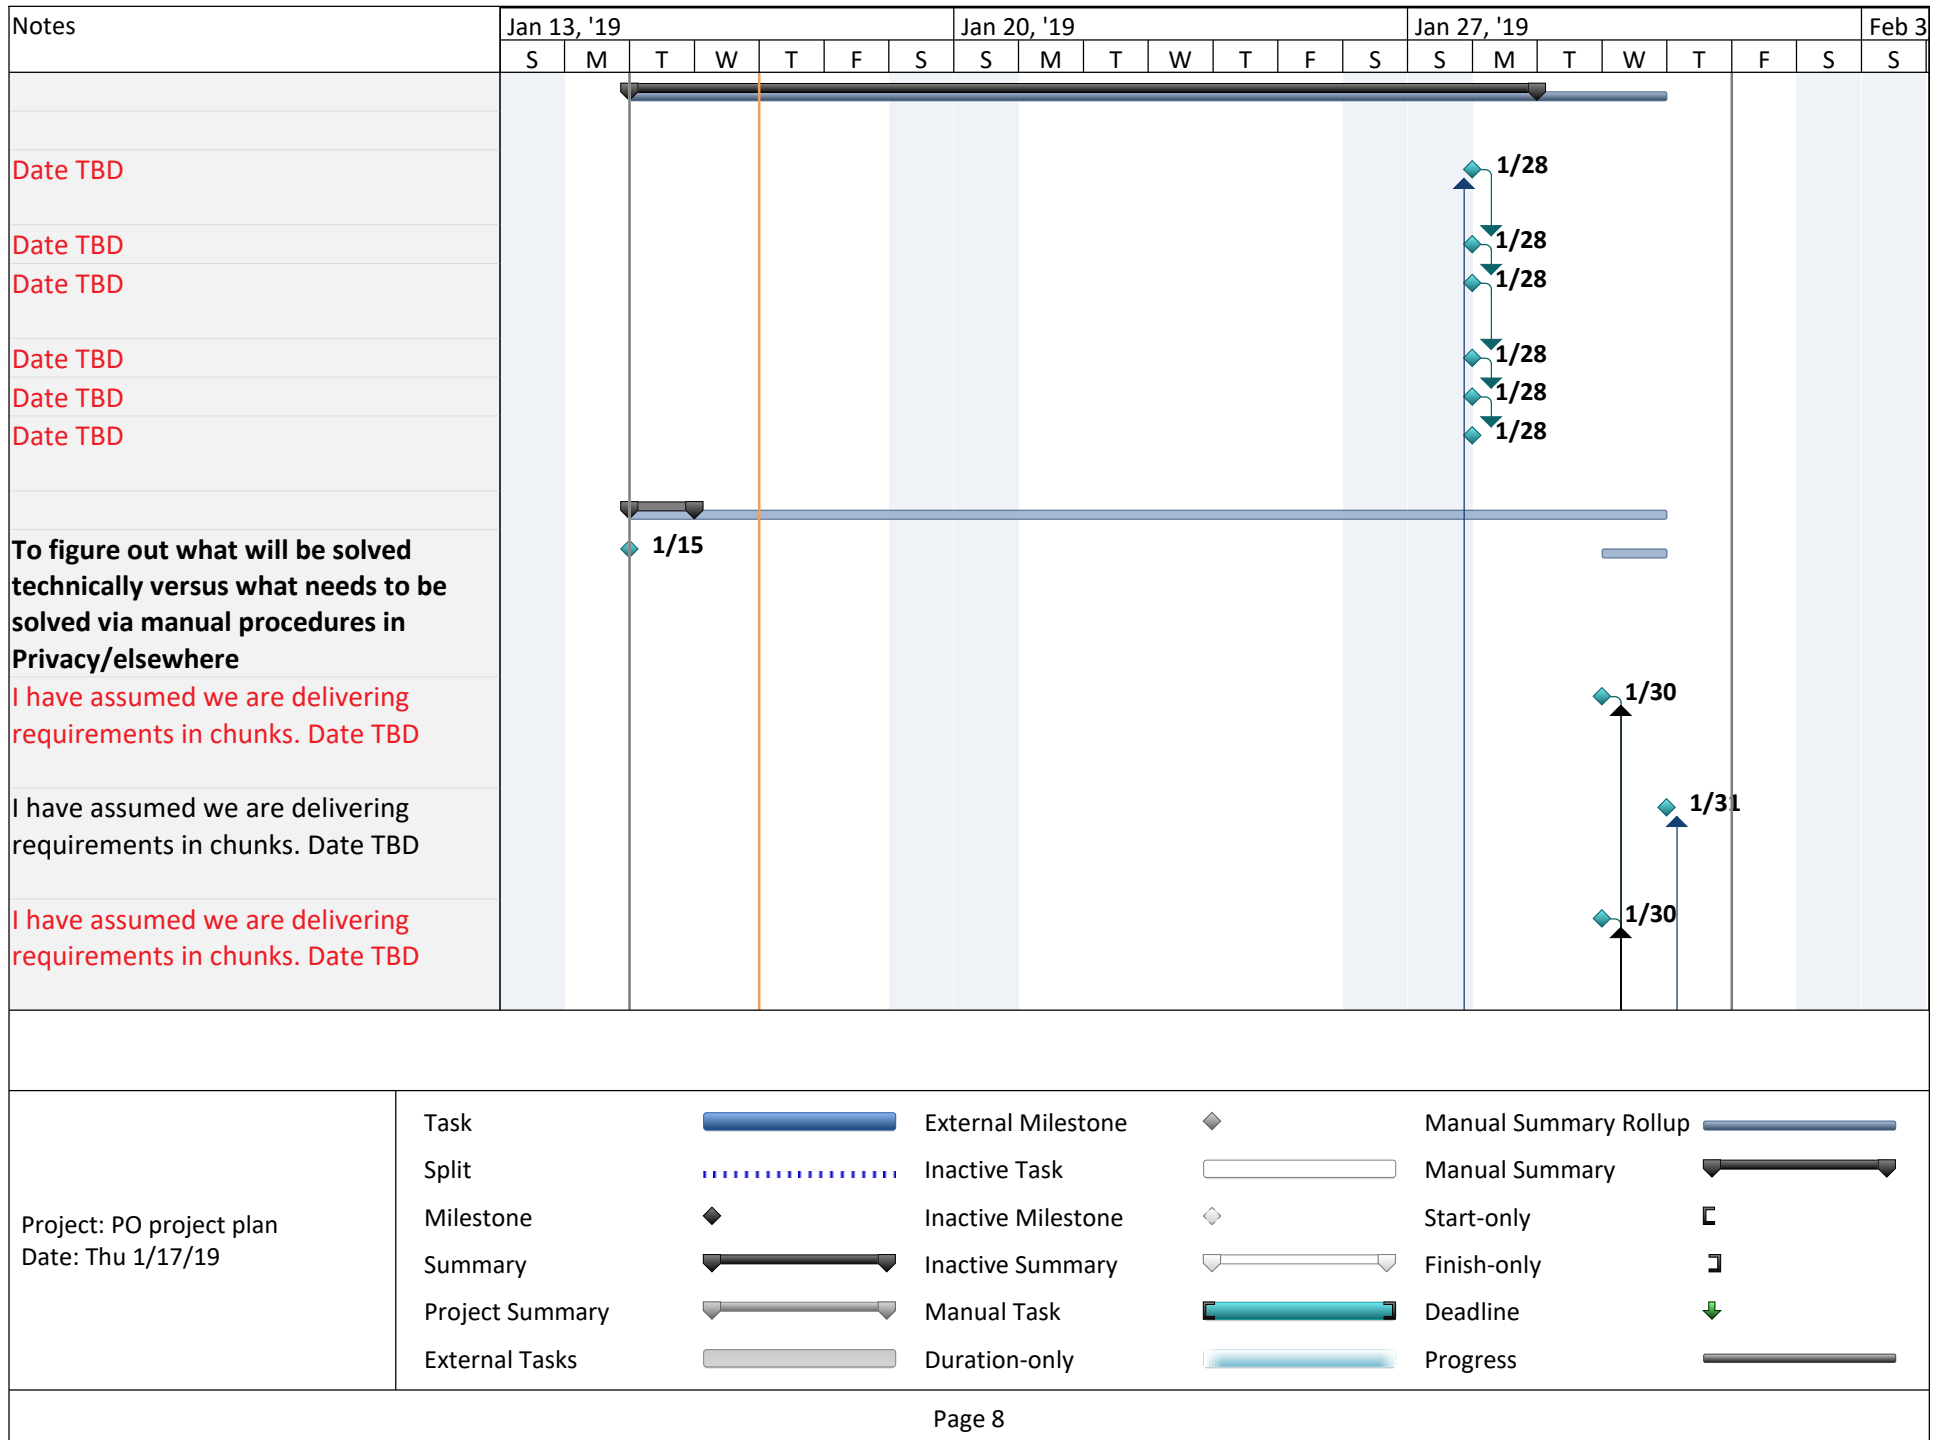 Notes
Jan 13, '19 Jan 20, '19 Jan 27, '19 Feb 3
S M T W T F S S M T W T F S S M T W T F S S
Date TBD 1/28
Date TBD 1/28
Date TBD 1/28
Date TBD 1/28
Date TBD 1/28
Date TBD 1/28
To figure out what will be solved 1/15
technically versus what needs to be
solved via manual procedures in
Privacy/elsewhere
I have assumed we are delivering 1/30
requirements in chunks. Date TBD
I have assumed we are delivering 1/31
requirements in chunks. Date TBD
I have assumed we are delivering 1/30
requirements in chunks. Date TBD
Project: PO project plan
Date: Thu 1/17/19
Task External Milestone Manual Summary Rollup
Split Inactive Task Manual Summary
Milestone Inactive Milestone Start-only
Summary Inactive Summary Finish-only
Project Summary Manual Task Deadline
External Tasks Duration-only Progress
Page 8